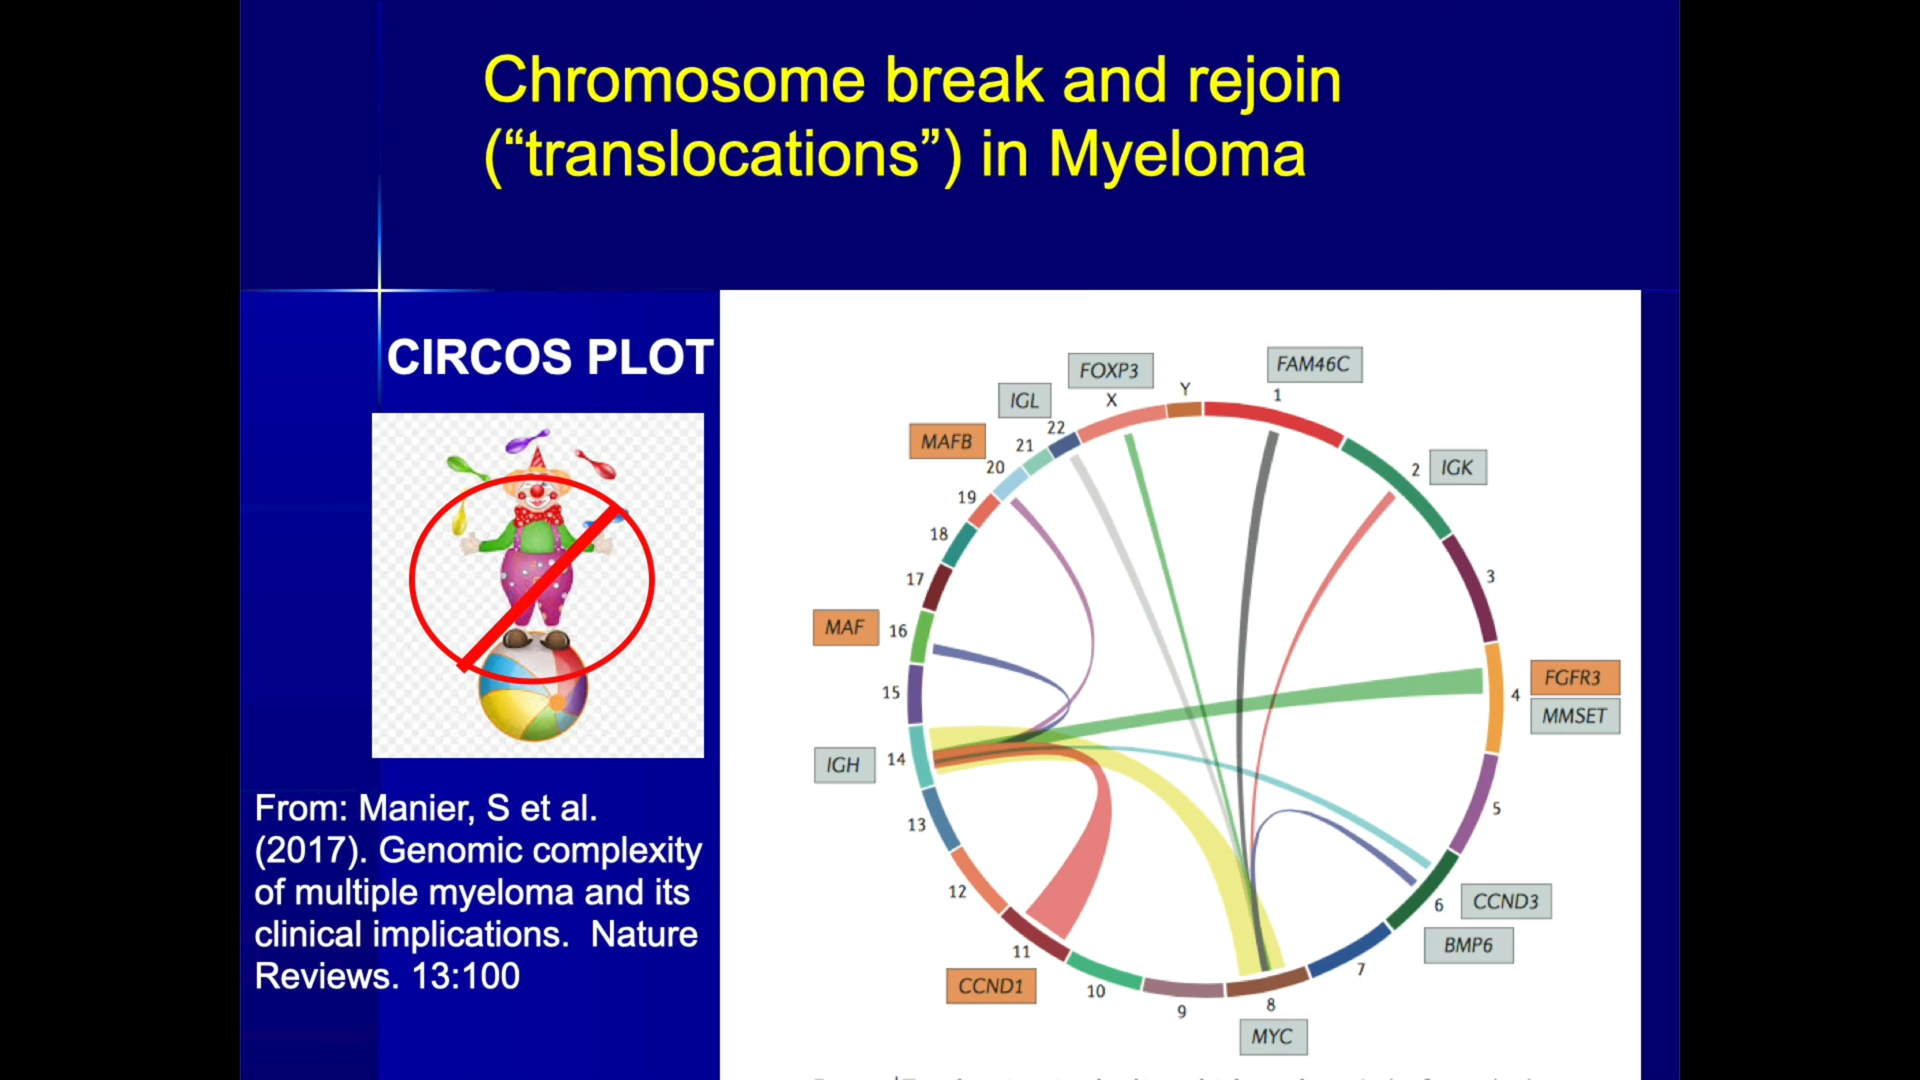 Chromosome break and rejoin
(“translocations”) in Myeloma
CIRCOS PLOT
From: Manier, S et al.
(2017). Genomic complexity
of multiple myeloma and its
clinical implications. Nature
Reviews. 13:100
FOXP3
FAM46C
IGL
X
Y
1
22
MAFB
21
20
2
IGK
19
18
17
3
MAF
16
15
4
FGFR3
MMSET
IGH
14
13
5
12
6
CCND3
BMP6
11
CCND1
10
9
8
7
MYC